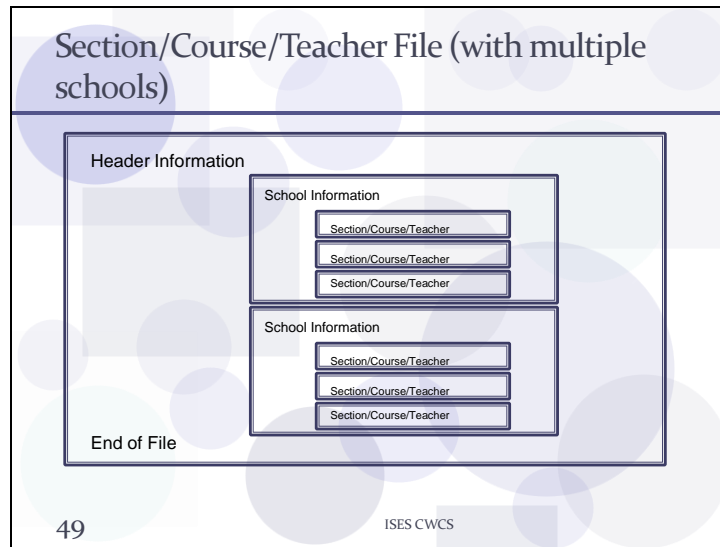 Section/Course/Teacher File (with multiple
schools)
Header Information
School Information
Section/Course/Teacher
Section/Course/Teacher
Section/Course/Teacher
School Information
Section/Course/Teacher
Section/Course/Teacher
Section/Course/Teacher
End of File
49
ISES CWCS